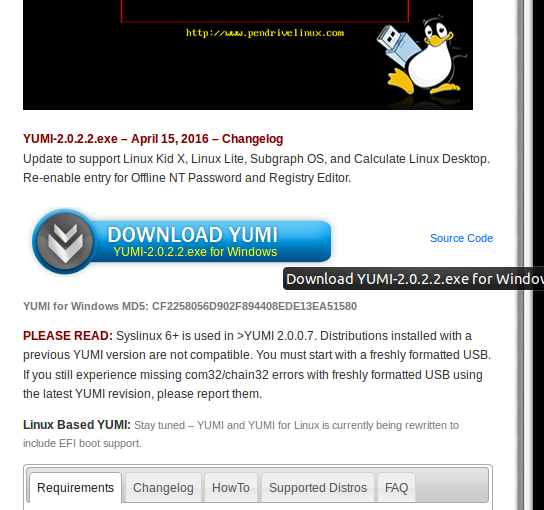 http://www.pendrivelinux.com
YUMI-2.0.2.2.exe – April 15, 2016 – Changelog
Update to support Linux Kid X, Linux Lite, Subgraph OS, and Calculate Linux Desktop.
Re-enable entry for Offline NT Password and Registry Editor.
DOWNLOAD YUMI
YUMI-2.0.2.2.exe for Windows
Source Code
Download YUMI-2.0.2.2.exe for Window
YUMI for Windows MD5: CF2258056D902F894408EDE13EA51580
PLEASE READ: Syslinux 6+ is used in >YUMI 2.0.0.7. Distributions installed with a
previous YUMI version are not compatible. You must start with a freshly formatted USB.
If you still experience missing com32/chain32 errors with freshly formatted USB using
the latest YUMI revision, please report them.
Linux Based YUMI: Stay tuned – YUMI and YUMI for Linux is currently being rewritten to
include EFI boot support.
Requirements Changelog HowTo Supported Distros FAQ